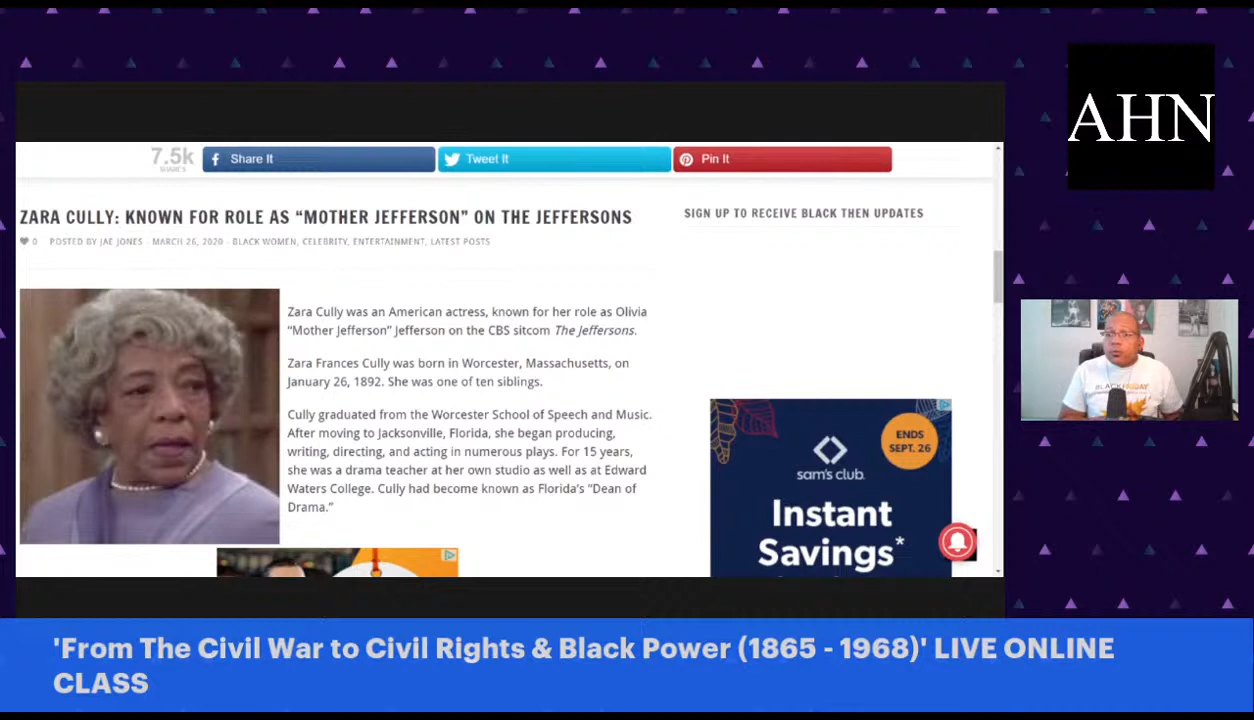 AHN
7.5k
SHARES
Share It
Tweet It
Pin It
ZARA CULLY: KNOWN FOR ROLE AS “MOTHER JEFFERSON” ON THE JEFFERSONS
0 POSTED BY JAE JONES - MARCH 26, 2020 - BLACK WOMEN, CELEBRITY, ENTERTAINMENT, LATEST POSTS
Zara Cully was an American actress, known for her role as Olivia
“Mother Jefferson” Jefferson on the CBS sitcom The Jeffersons.
Zara Frances Cully was born in Worcester, Massachusetts, on
January 26, 1892. She was one of ten siblings.
Cully graduated from the Worcester School of Speech and Music.
After moving to Jacksonville, Florida, she began producing,
writing, directing, and acting in numerous plays. For 15 years,
she was a drama teacher at her own studio as well as at Edward
Waters College. Cully had become known as Florida’s “Dean of
Drama.”
SIGN UP TO RECEIVE BLACK THEN UPDATES
ENDS
SEPT. 26
sam's club.
Instant
Savings*
'From The Civil War to Civil Rights & Black Power (1865 - 1968)' LIVE ONLINE
CLASS